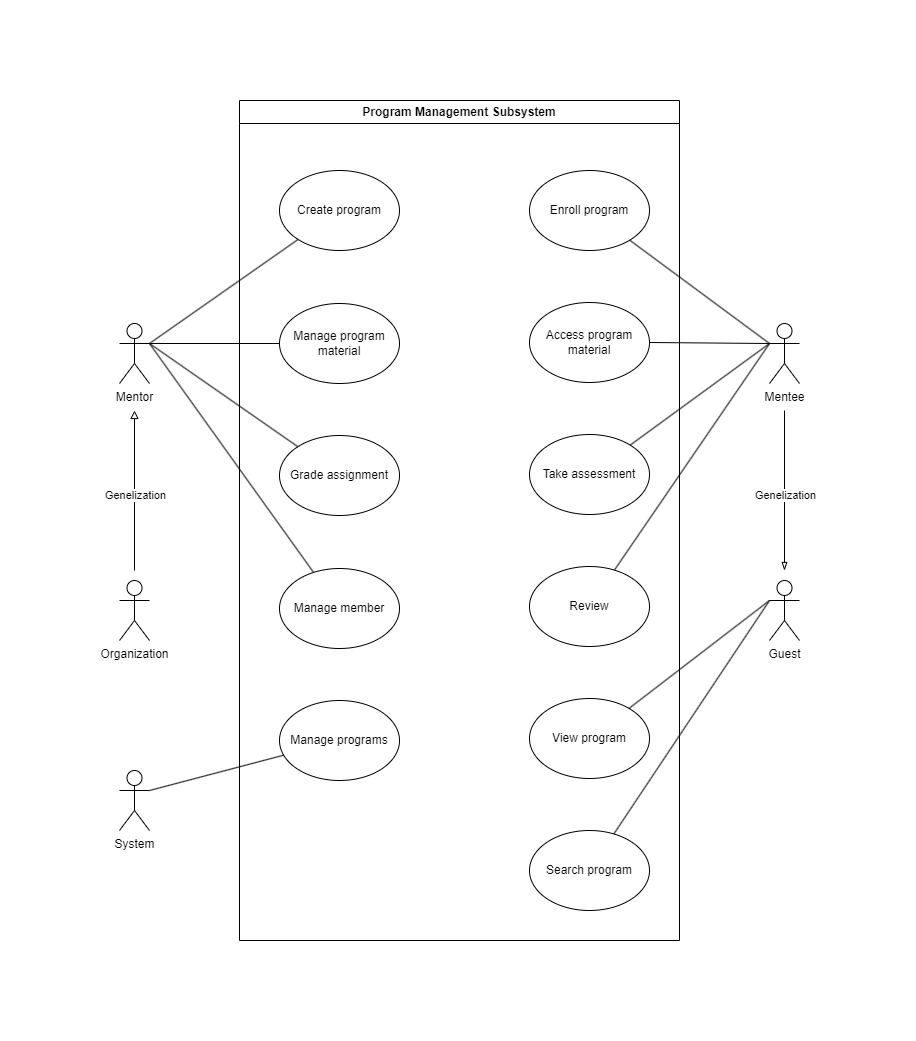 Program Management Subsystem
Create program
Enroll program
Manage program
material
Access program
material
Mentor
Mentee
Grade assignment
Take assessment
Genelization
Genelization
Manage member
Review
Organization
Guest
Manage programs
View program
System
Search program